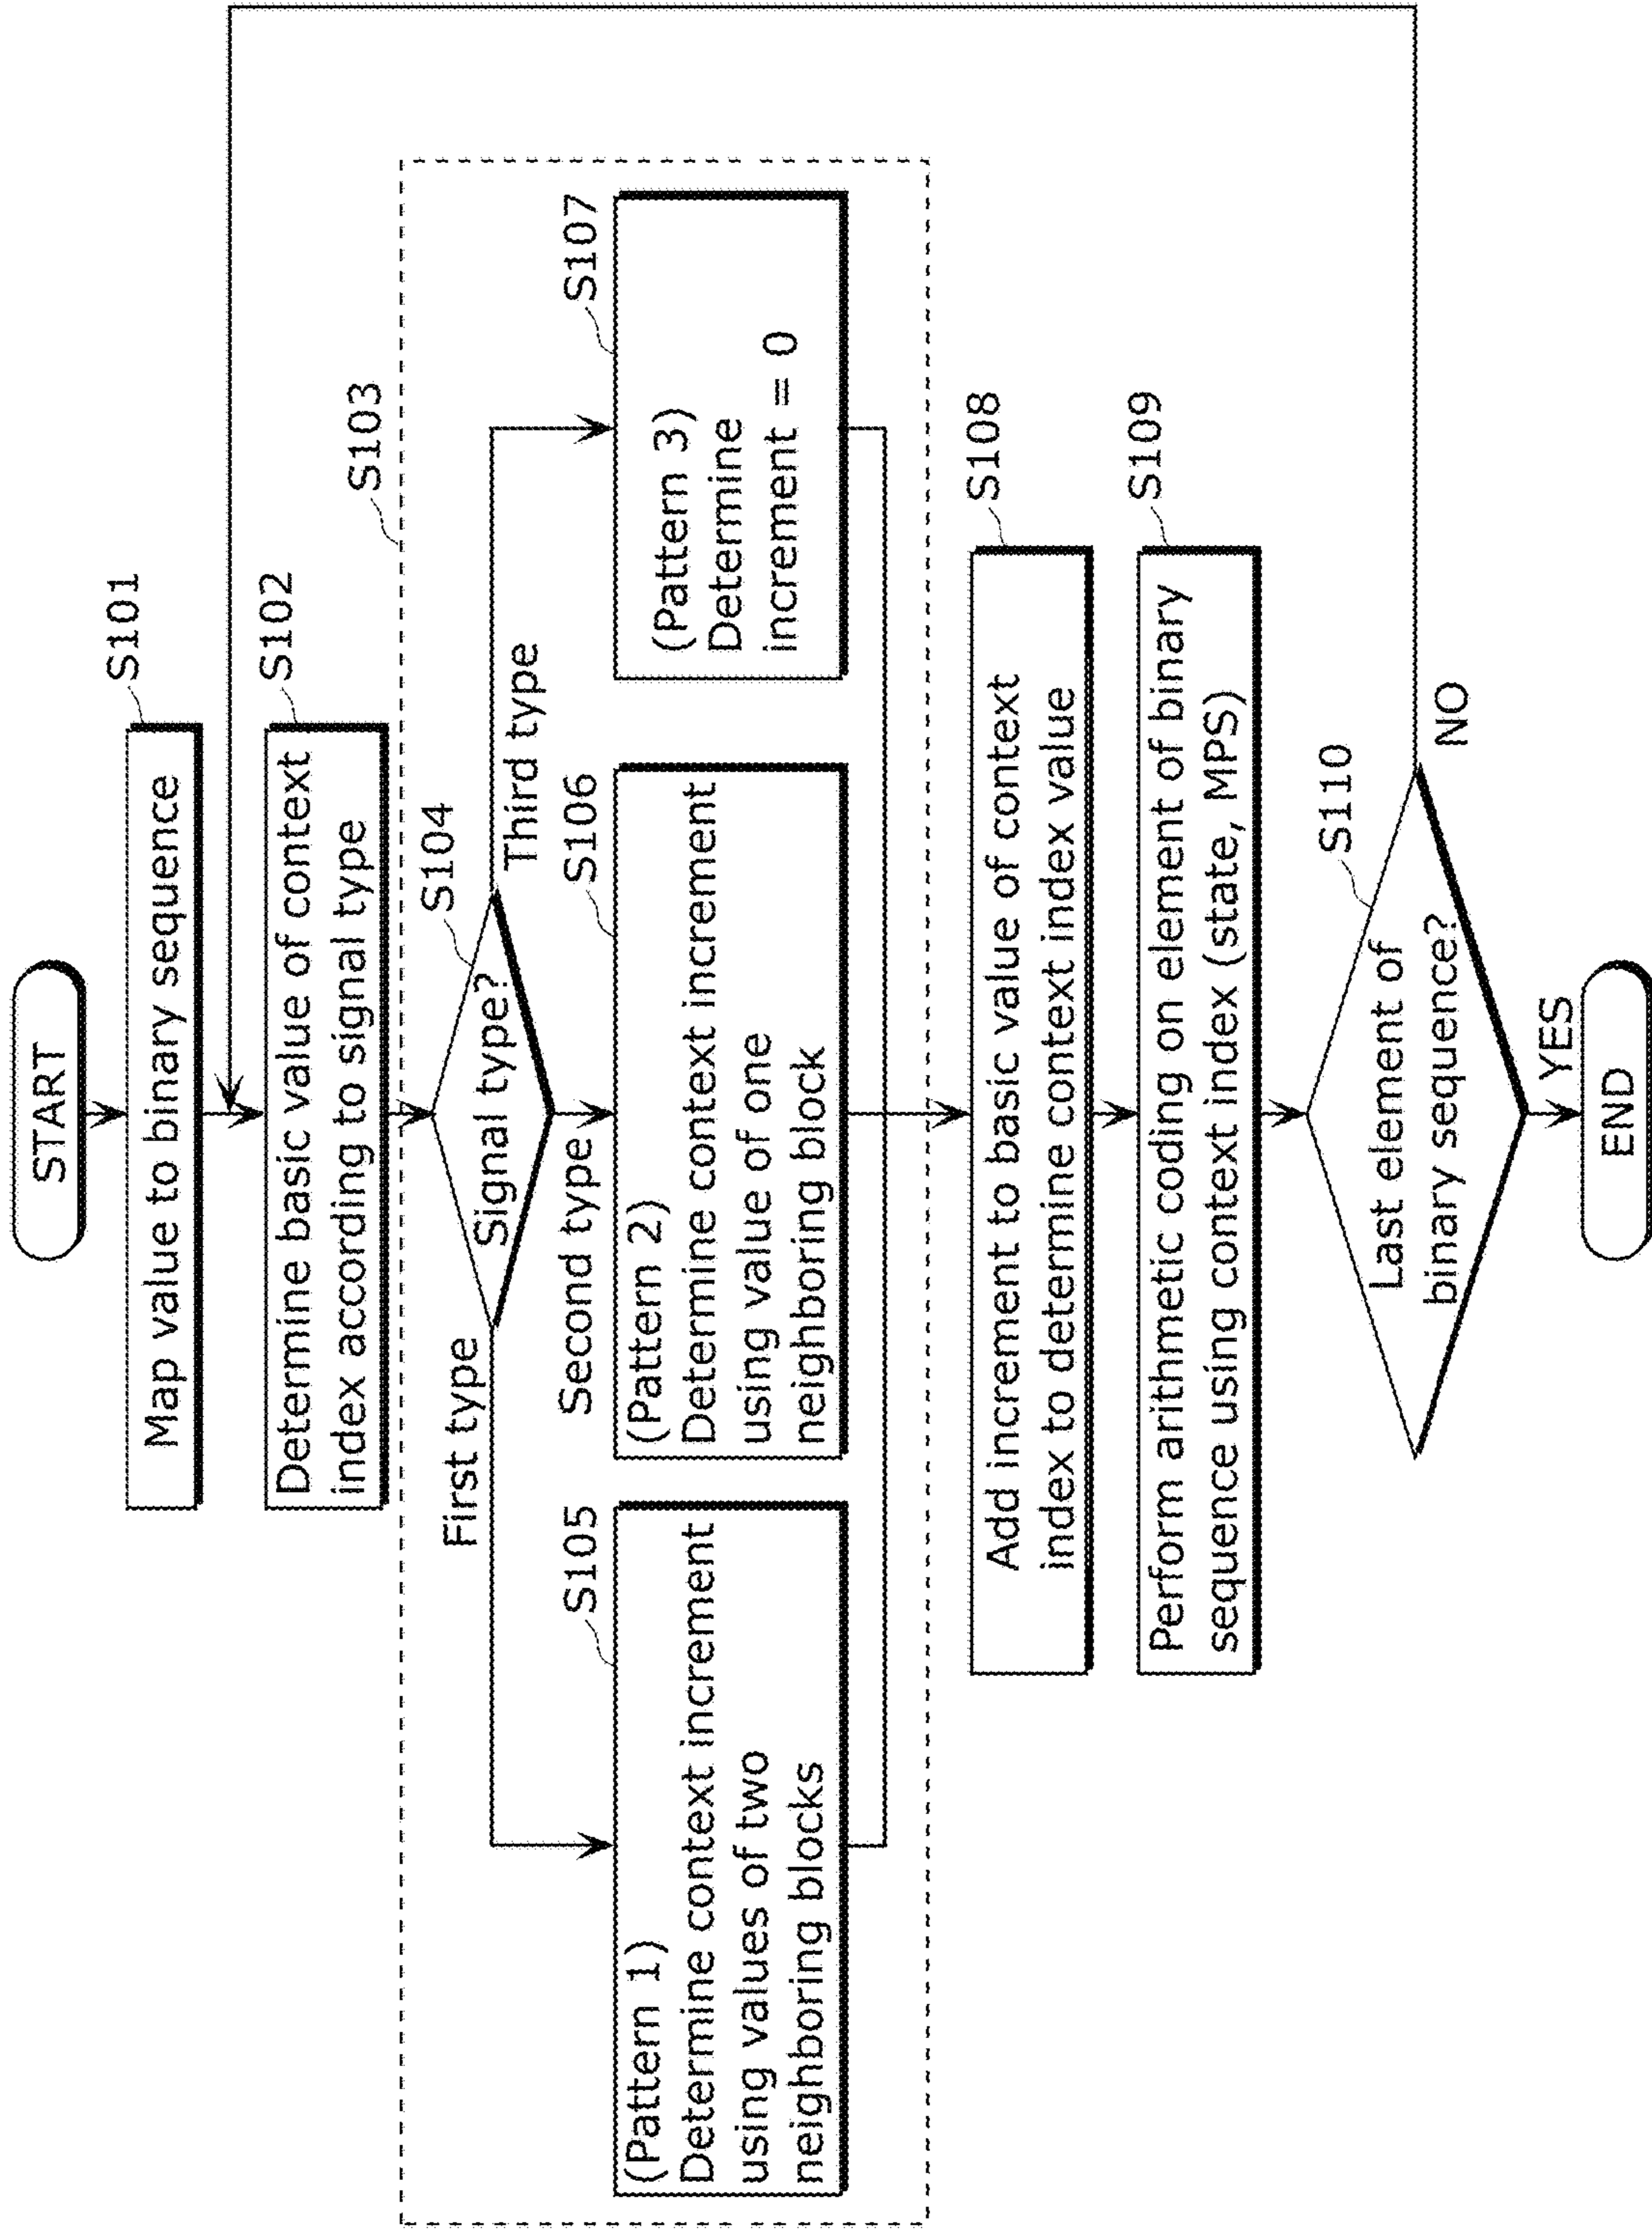 START
S101
Map value to binary sequence
S102
Determine basic value of context
index according to signal type
S103
S104
Signal type?
First type
Second type
Third type
S105
(Pattern 1)
Determine context increment
using values of two
neighboring blocks
S106
(Pattern 2)
Determine context increment
using value of one
neighboring block
S107
(Pattern 3)
Determine
increment = 0
S108
Add increment to basic value of context
index to determine context index value
S109
Perform arithmetic coding on element of binary
sequence using context index (state, MPS)
S110
Last element of
binary sequence?
NO
YES
END